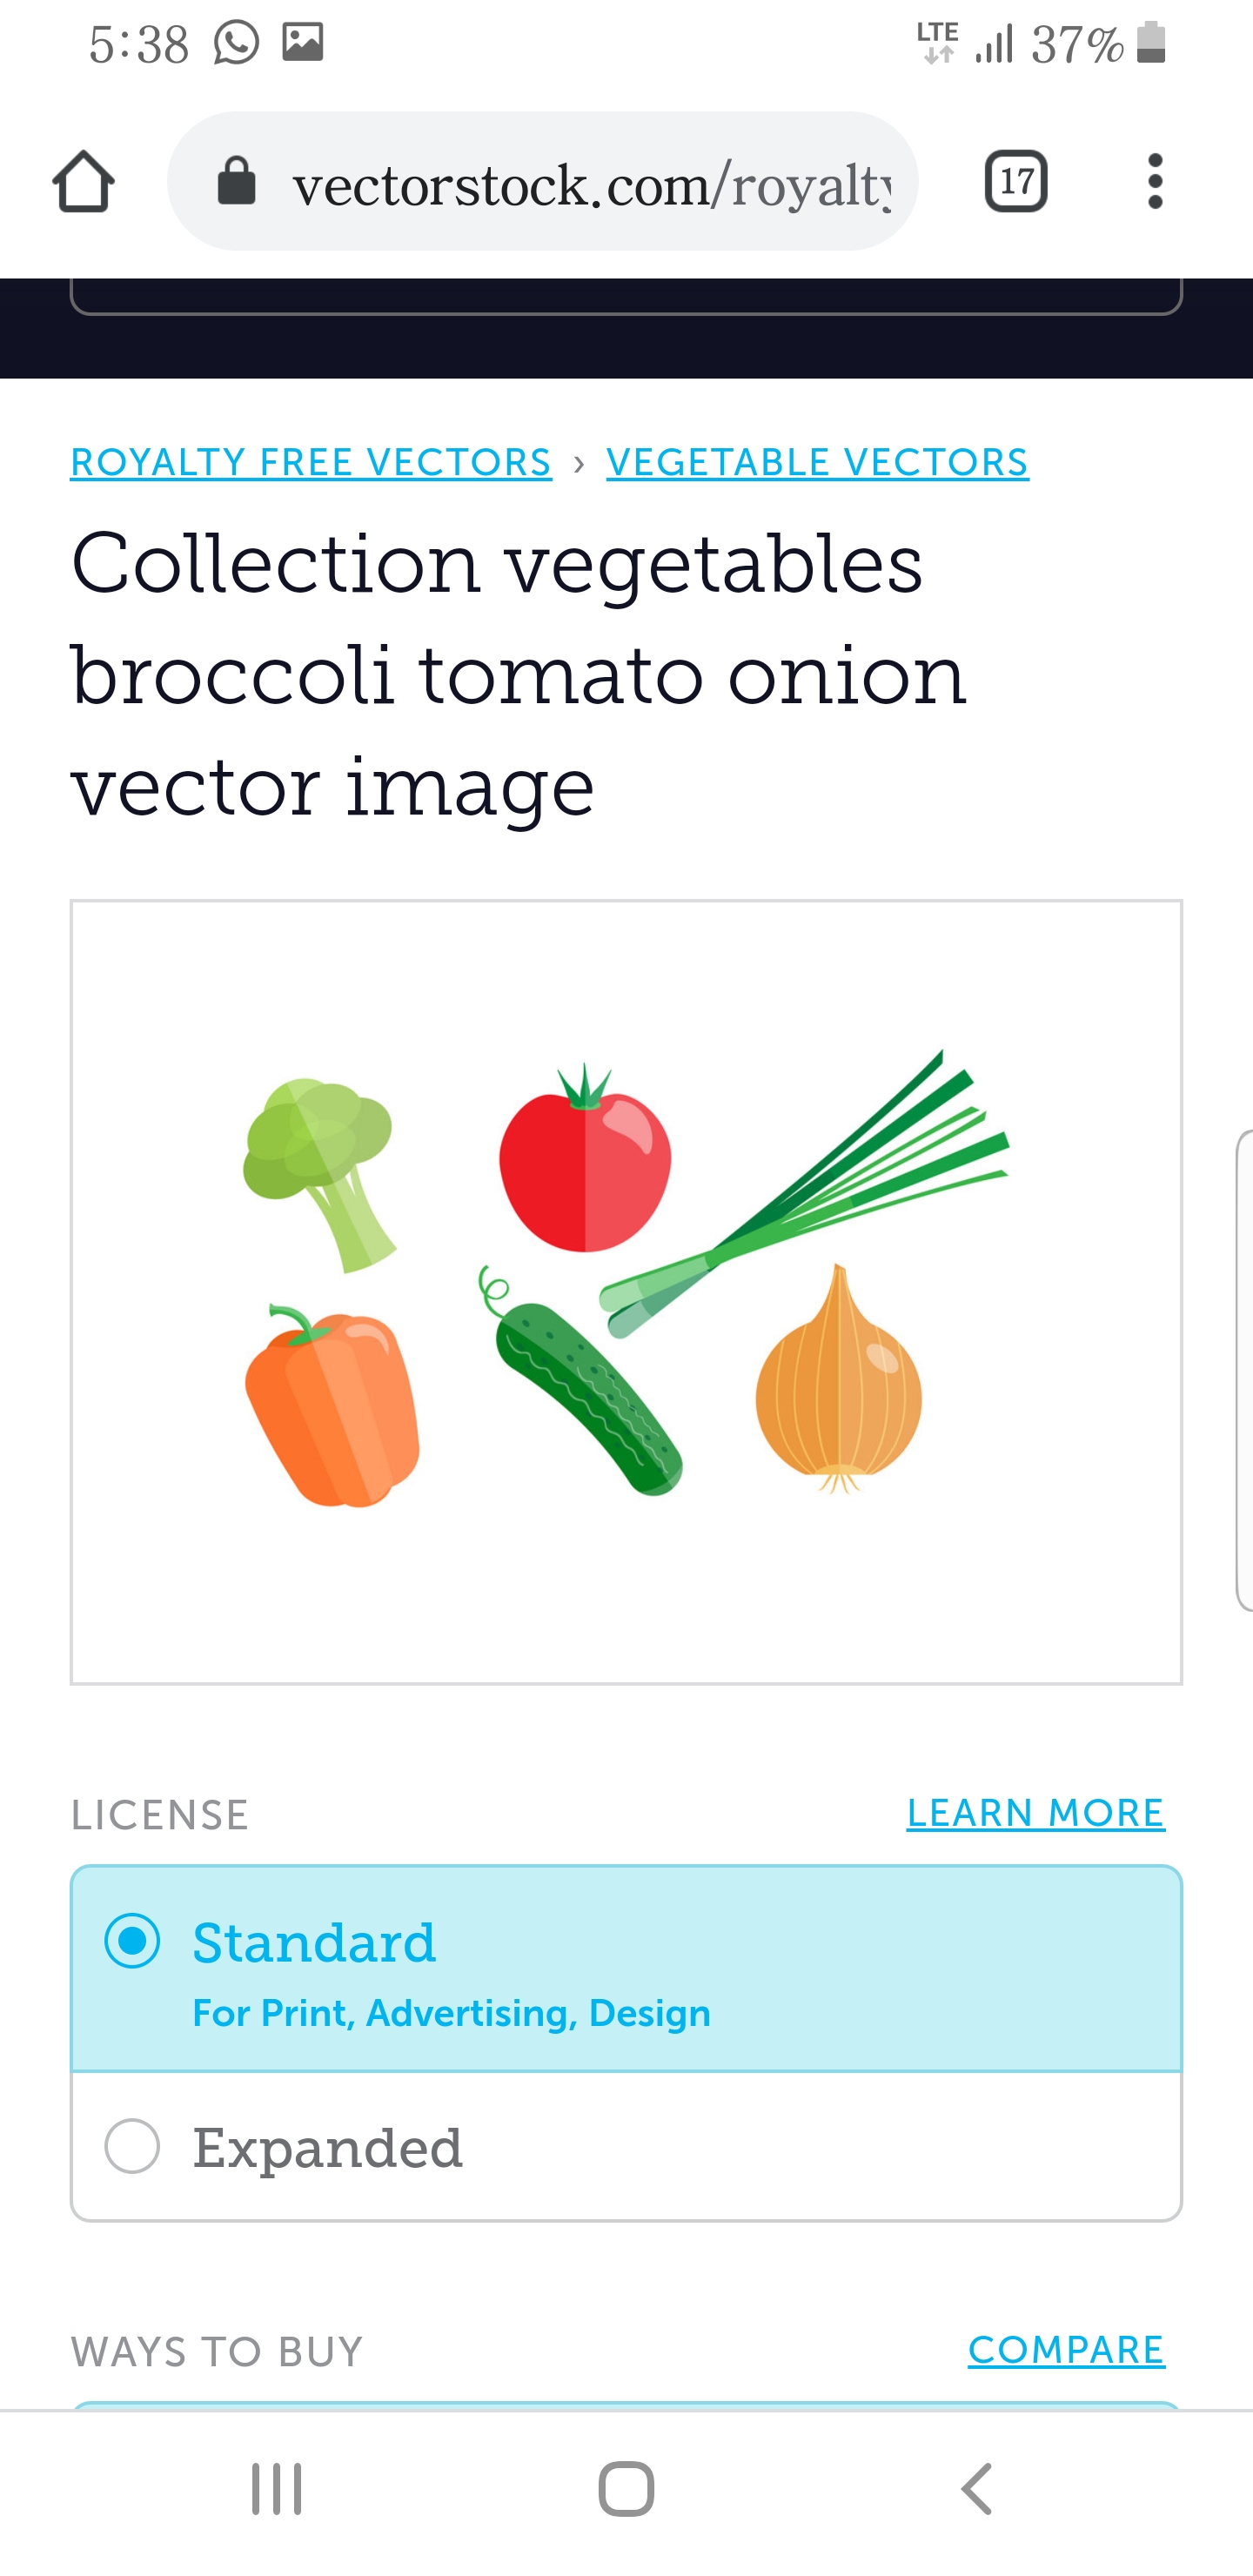 5:38 LTE 37%
vectorstock.com/royalty 17
ROYALTY FREE VECTORS › VEGETABLE VECTORS
Collection vegetables
broccoli tomato onion
vector image
LICENSE LEARN MORE
Standard
For Print, Advertising, Design
Expanded
WAYS TO BUY COMPARE